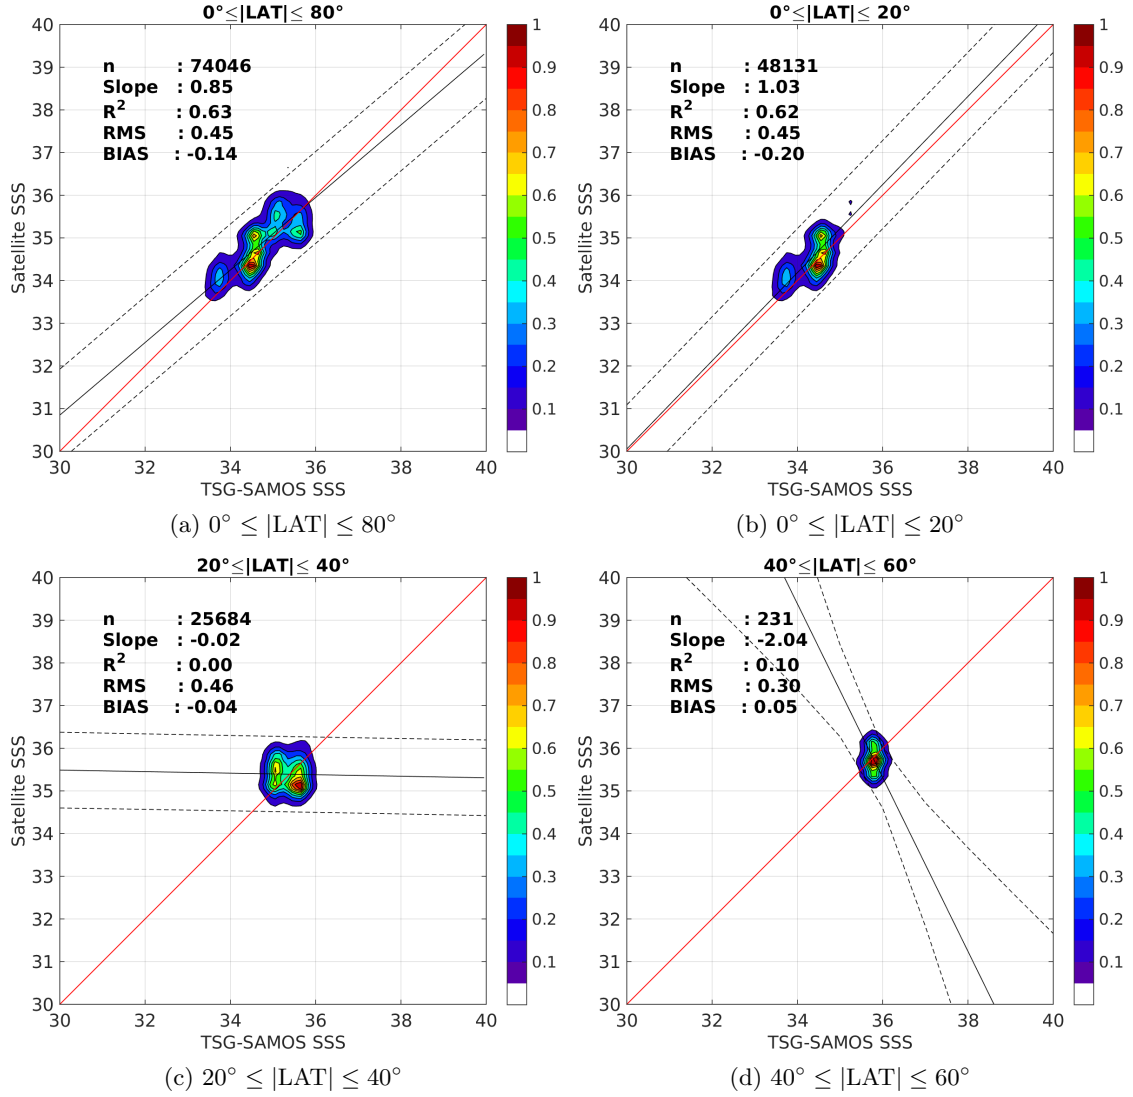 0°≤|LAT|≤ 80°
n : 74046
Slope : 0.85
R² : 0.63
RMS : 0.45
BIAS : -0.14
40
39
38
37
36
35
34
33
32
31
30
30 32 34 36 38 40
Satellite SSS
TSG-SAMOS SSS
1
0.9
0.8
0.7
0.6
0.5
0.4
0.3
0.2
0.1
(a) 0° ≤ |LAT| ≤ 80°
0°≤|LAT|≤ 20°
n : 48131
Slope : 1.03
R² : 0.62
RMS : 0.45
BIAS : -0.20
40
39
38
37
36
35
34
33
32
31
30
30 32 34 36 38 40
Satellite SSS
TSG-SAMOS SSS
1
0.9
0.8
0.7
0.6
0.5
0.4
0.3
0.2
0.1
(b) 0° ≤ |LAT| ≤ 20°
20°≤|LAT|≤ 40°
n : 25684
Slope : -0.02
R² : 0.00
RMS : 0.46
BIAS : -0.04
40
39
38
37
36
35
34
33
32
31
30
30 32 34 36 38 40
Satellite SSS
TSG-SAMOS SSS
1
0.9
0.8
0.7
0.6
0.5
0.4
0.3
0.2
0.1
(c) 20° ≤ |LAT| ≤ 40°
40°≤|LAT|≤ 60°
n : 231
Slope : -2.04
R² : 0.10
RMS : 0.30
BIAS : 0.05
40
39
38
37
36
35
34
33
32
31
30
30 32 34 36 38 40
Satellite SSS
TSG-SAMOS SSS
1
0.9
0.8
0.7
0.6
0.5
0.4
0.3
0.2
0.1
(d) 40° ≤ |LAT| ≤ 60°